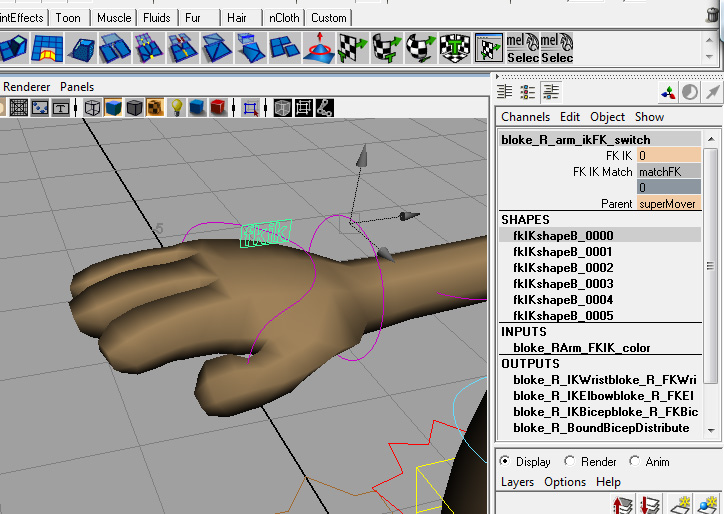 intEffects Toon Muscle Fluids Fur Hair nCloth Custom
mel mel
Selec Selec
Renderer Panels
Channels Edit Object Show
bloke_R_arm_ikFK_switch
FK IK 0
FK IK Match matchFK
0
Parent superMover
SHAPES
fkIKshapeB_0000
fkIKshapeB_0001
fkIKshapeB_0002
fkIKshapeB_0003
fkIKshapeB_0004
fkIKshapeB_0005
INPUTS
bloke_RArm_FKIK_color
OUTPUTS
bloke_R_IKWristbloke_R_FKWri
bloke_R_IKElbowbloke_R_FKEl
bloke_R_IKBicepbloke_R_FKBic
bloke_R_BoundBicepDistribute
Display Render Anim
Layers Options Help
5